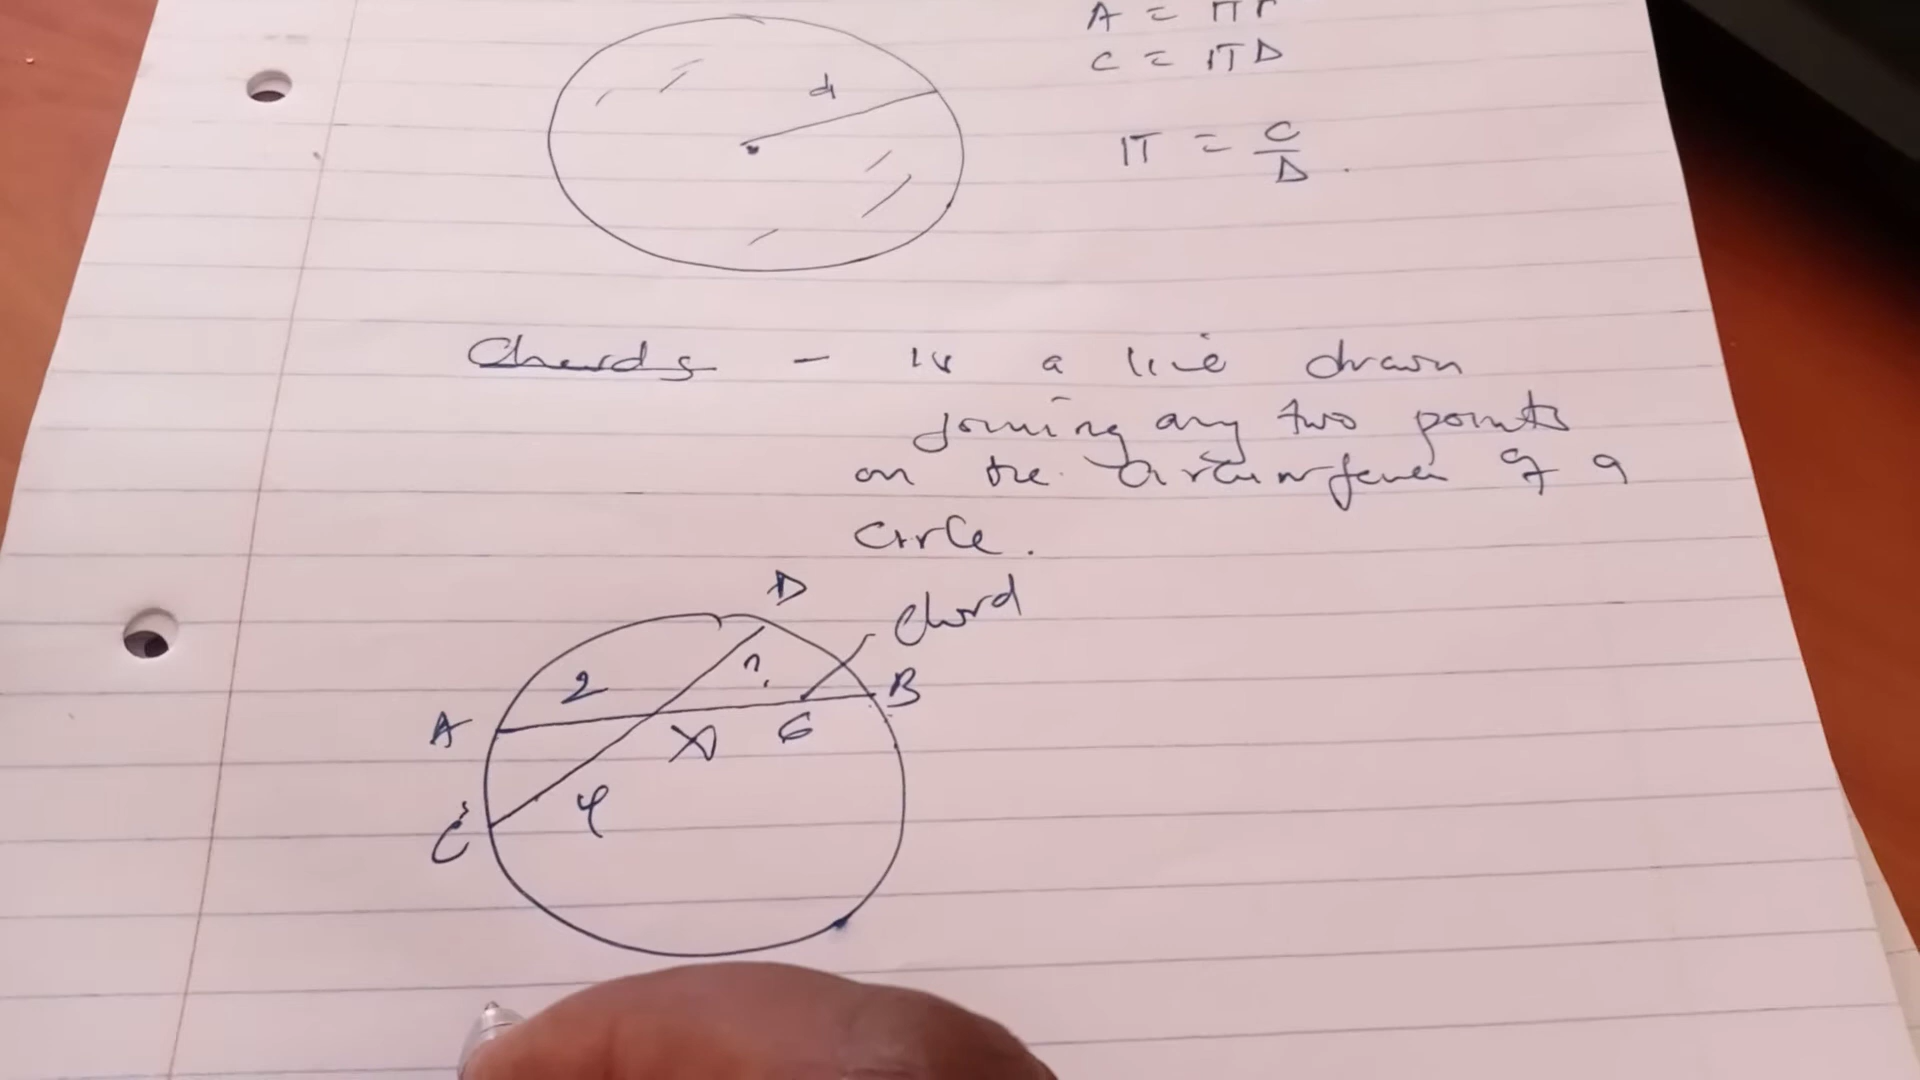 A = πr
C = πD
d
π = C/D.
Chords - is a line drawn
joining any two points
on the circumference of a
circle.
D
chord
2
?
B
A
X
6
4
C